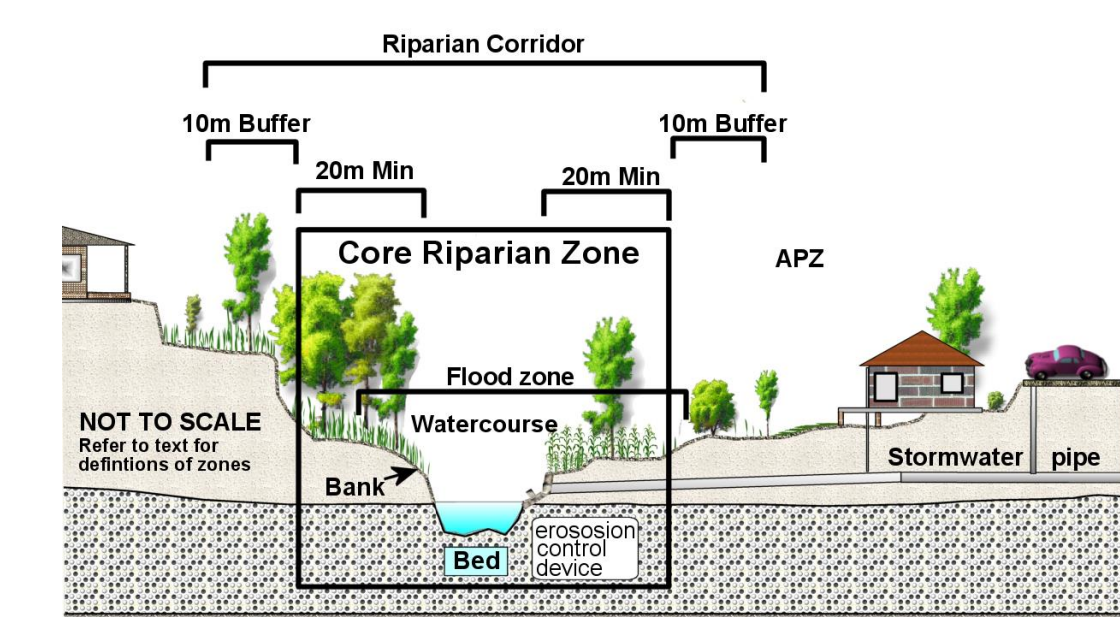 Riparian Corridor
10m Buffer
10m Buffer
20m Min
20m Min
Core Riparian Zone
APZ
Flood zone
Watercourse
NOT TO SCALE
Refer to text for
defintions of zones
Bank
Stormwater pipe
Bed
erososion
control
device